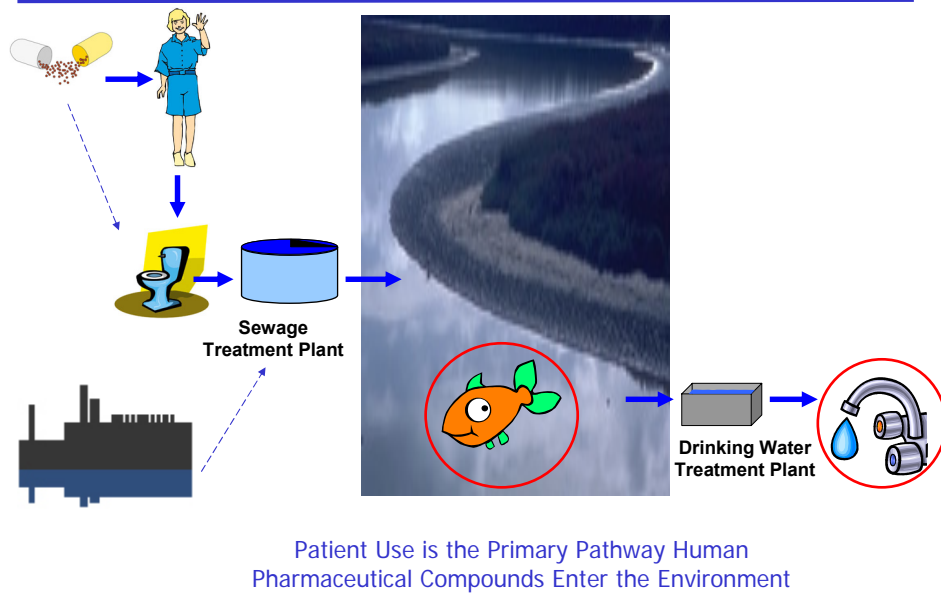 Sewage
Treatment Plant
Drinking Water
Treatment Plant
Patient Use is the Primary Pathway Human
Pharmaceutical Compounds Enter the Environment